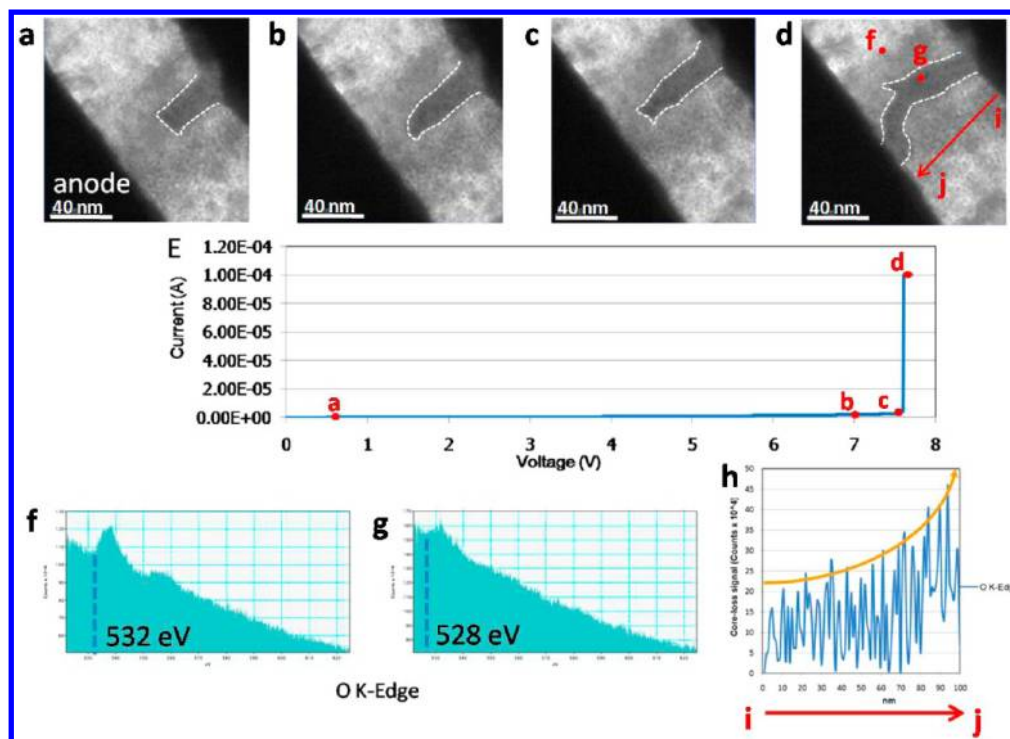 a b c d
f g
i
j
anode
40 nm 40 nm 40 nm 40 nm
E
Current (A)
1.20E-04
1.00E-04
8.00E-05
6.00E-05
4.00E-05
2.00E-05
0.00E+00
a b c d
0 1 2 3 4 5 6 7 8
Voltage (V)
f
532 eV
g
528 eV
O K-Edge
h
Core-loss signal (Counts x 10^4)
50
45
40
35
30
25
20
15
10
5
0
O K-Edg
0 10 20 30 40 50 60 70 80 90 100
nm
i j